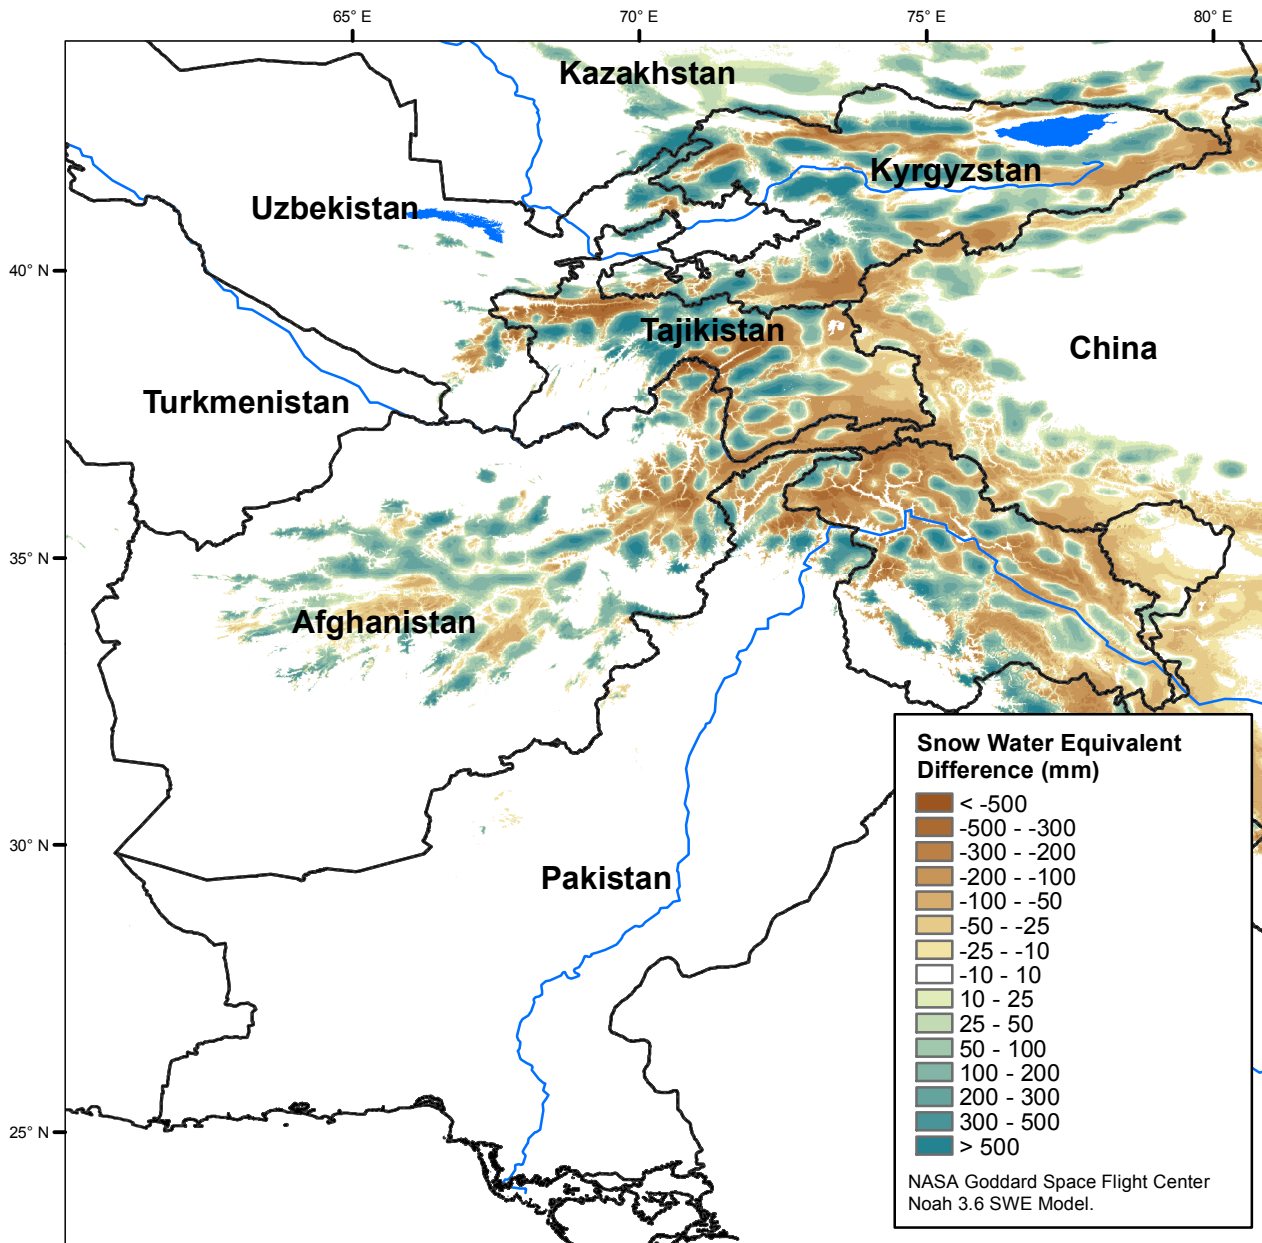 65° E
70° E
75° E
80° E
Kazakhstan
Kyrgyzstan
Uzbekistan
40° N
Tajikistan
China
Turkmenistan
35° N
Afghanistan
30° N
Pakistan
25° N
Snow Water Equivalent
Difference (mm)
< -500
-500 - -300
-300 - -200
-200 - -100
-100 - -50
-50 - -25
-25 - -10
-10 - 10
10 - 25
25 - 50
50 - 100
100 - 200
200 - 300
300 - 500
> 500
NASA Goddard Space Flight Center
Noah 3.6 SWE Model.